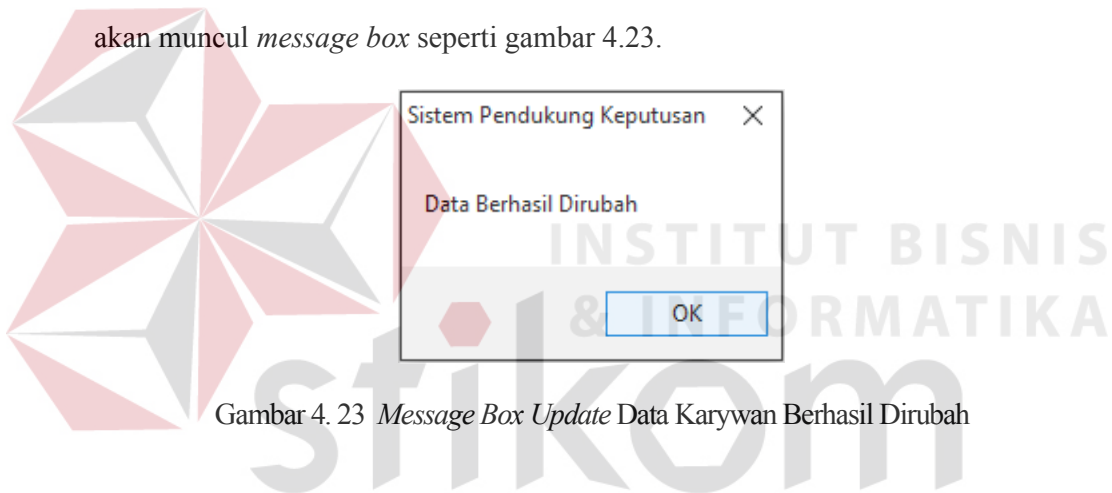 akan muncul message box seperti gambar 4.23.
Sistem Pendukung Keputusan
Data Berhasil Dirubah
INSTITUT BISNIS
& INFORMATIKA
OK
stikom
Gambar 4. 23 Message Box Update Data Karywan Berhasil Dirubah